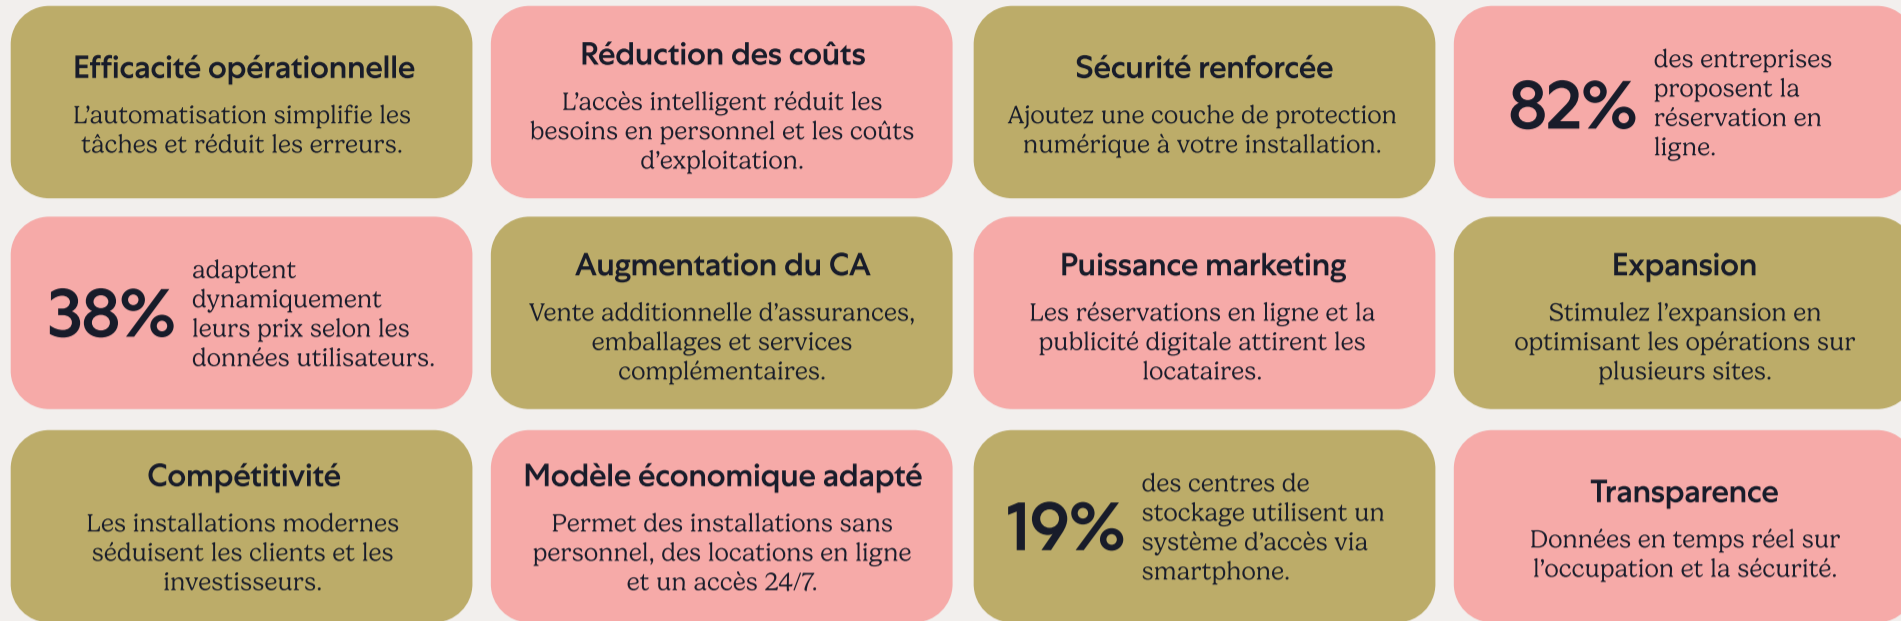 Efficacité opérationnelle
L’automatisation simplifie les
tâches et réduit les erreurs.
Réduction des coûts
L’accès intelligent réduit les
besoins en personnel et les coûts
d’exploitation.
Sécurité renforcée
Ajoutez une couche de protection
numérique à votre installation.
82%
des entreprises
proposent la
réservation en
ligne.
38%
adaptent
dynamiquement
leurs prix selon les
données utilisateurs.
Augmentation du CA
Vente additionnelle d’assurances,
emballages et services
complémentaires.
Puissance marketing
Les réservations en ligne et la
publicité digitale attirent les
locataires.
Expansion
Stimulez l’expansion en
optimisant les opérations sur
plusieurs sites.
Compétitivité
Les installations modernes
séduisent les clients et les
investisseurs.
Modèle économique adapté
Permet des installations sans
personnel, des locations en ligne
et un accès 24/7.
19%
des centres de
stockage utilisent un
système d’accès via
smartphone.
Transparence
Données en temps réel sur
l’occupation et la sécurité.